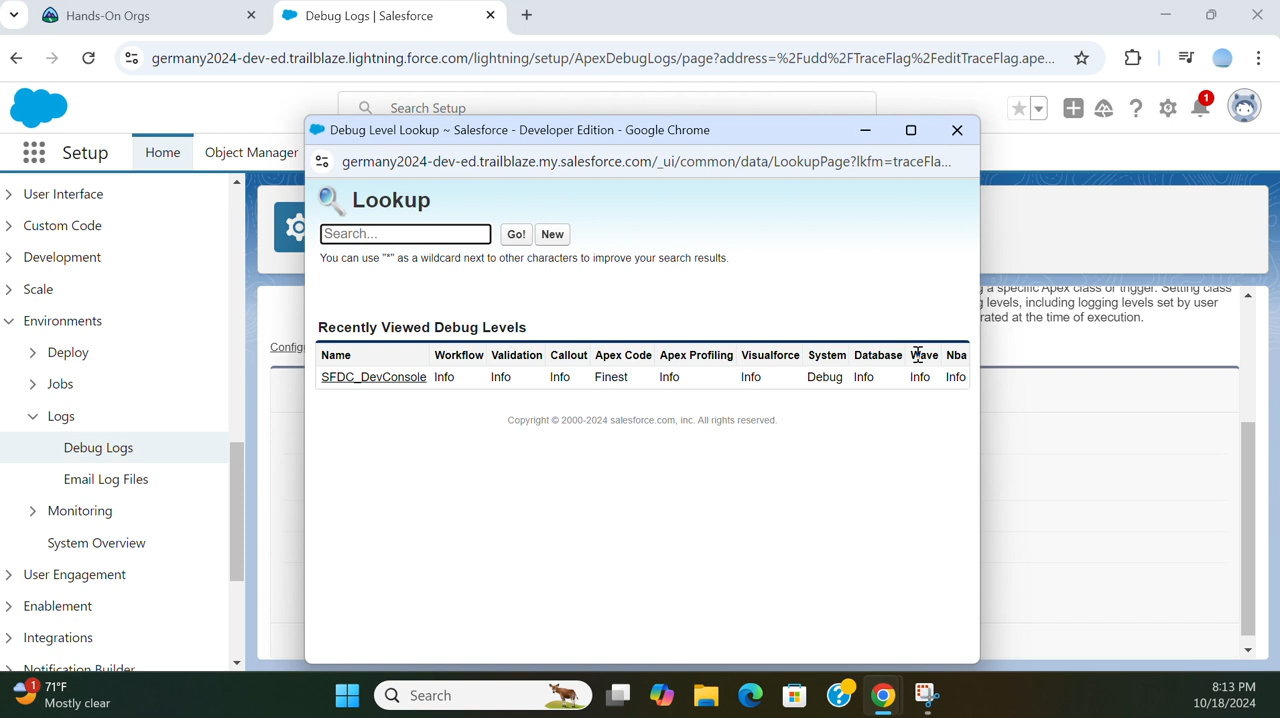 Hands-On Orgs
Debug Logs | Salesforce
germany2024-dev-ed.trailblaze.lightning.force.com/lightning/setup/ApexDebugLogs/page?address=%2Fudd%2FTraceFlag%2FeditTraceFlag.ape...
Search Setup
1
Setup
Home
Object Manager
User Interface
Custom Code
Development
Scale
Environments
Deploy
Jobs
Logs
Debug Logs
Email Log Files
Monitoring
System Overview
User Engagement
Enablement
Integrations
Notification Builder
g a specific Apex class or trigger. Setting class
g levels, including logging levels set by user
rated at the time of execution.
Config
Debug Level Lookup ~ Salesforce - Developer Edition - Google Chrome
germany2024-dev-ed.trailblaze.my.salesforce.com/_ui/common/data/LookupPage?lkfm=traceFla...
Lookup
Search... Go! New
You can use "*" as a wildcard next to other characters to improve your search results.
Recently Viewed Debug Levels
Name Workflow Validation Callout Apex Code Apex Profiling Visualforce System Database Wave Nba
SFDC_DevConsole Info Info Info Finest Info Info Debug Info Info Info
Copyright © 2000-2024 salesforce.com, inc. All rights reserved.
1
71°F
Mostly clear
Search
8:13 PM
10/18/2024